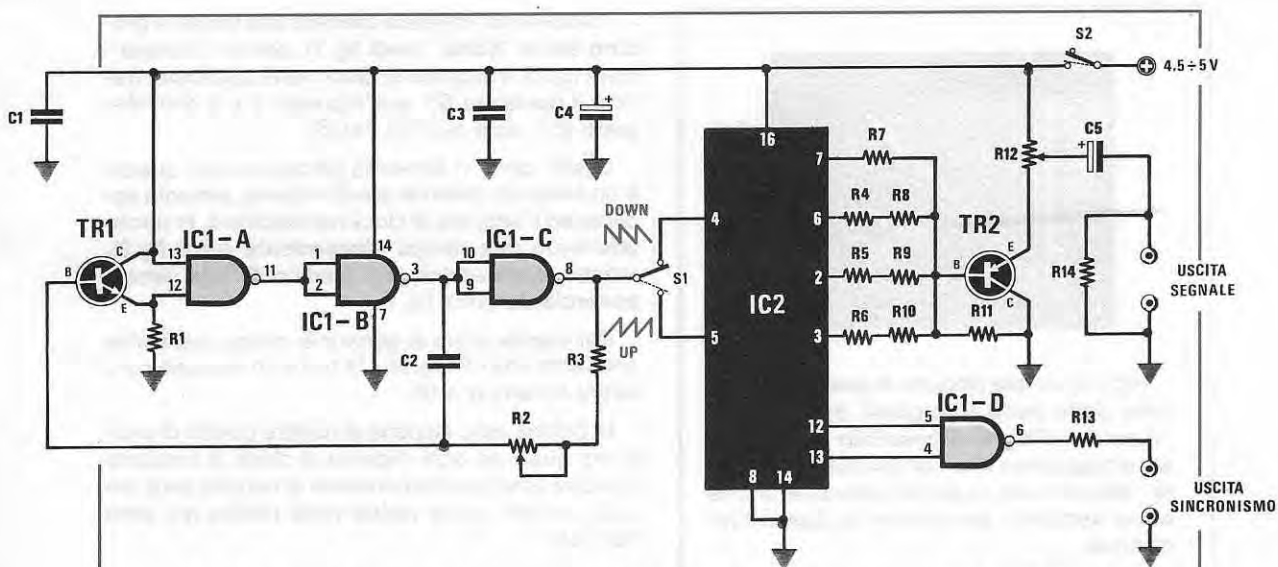 S2
4.5÷5V
C1
C3
C4
+
16
R7
7
R12
C5
+
DOWN
4
R4
R8
6
TR1
C
B
E
IC1-A
13
12
11
IC1-B
14
1
2
3
7
IC1-C
10
9
8
S1
IC2
R5
R9
2
TR2
E
B
C
R14
USCITA
SEGNALE
R1
C2
R3
5
UP
R6
R10
3
R11
IC1-D
R2
12
5
13
4
6
R13
8
14
USCITA
SINCRONISMO